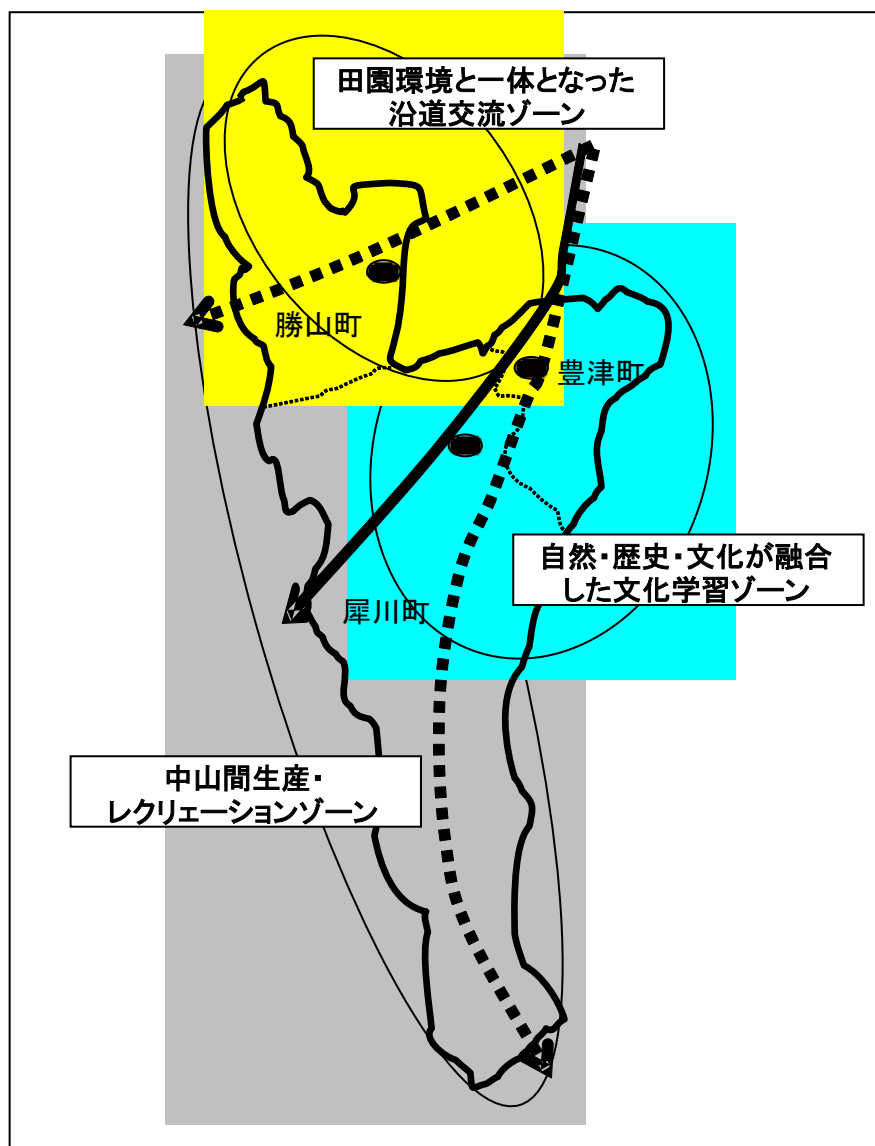 田園環境と一体となった
沿道交流ゾーン
勝山町
豊津町
自然・歴史・文化が融合
した文化学習ゾーン
犀川町
中山間生産・
レクリェーションゾーン